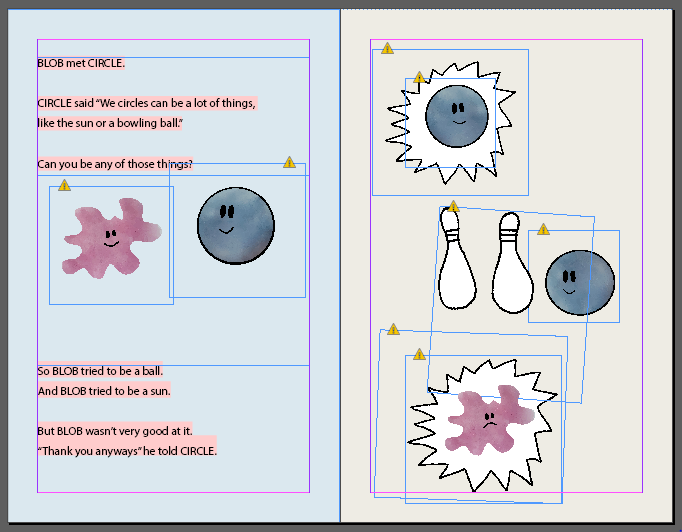 BLOB met CIRCLE.
CIRCLE said “We circles can be a lot of things,
like the sun or a bowling ball.”
Can you be any of those things?
So BLOB tried to be a ball.
And BLOB tried to be a sun.
But BLOB wasn’t very good at it.
“Thank you anyways” he told CIRCLE.